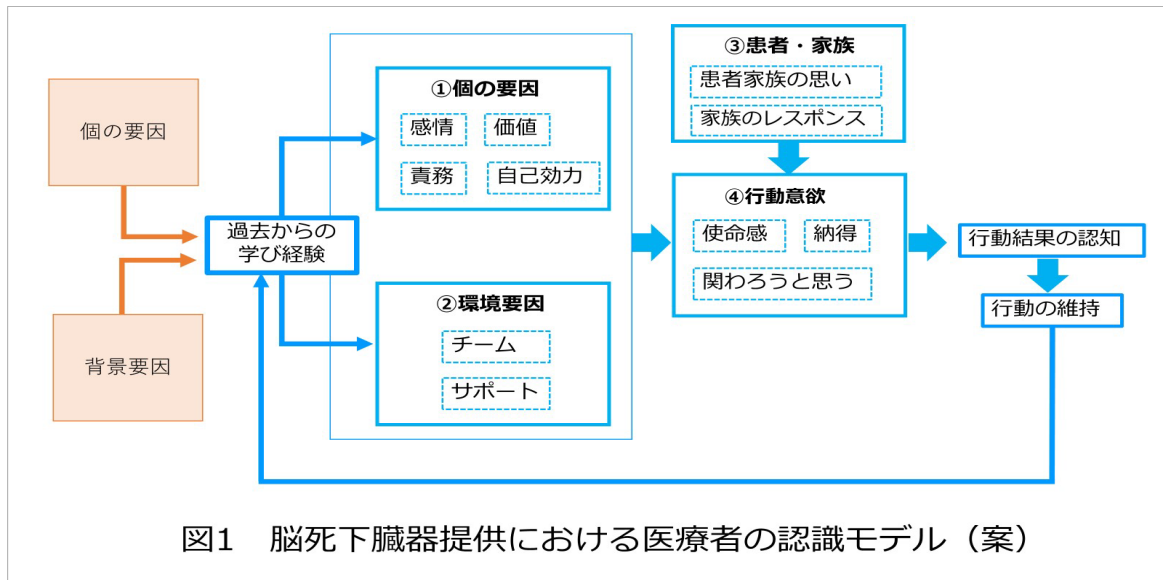 個の要因
背景要因
過去からの
学び経験
①個の要因
感情
価値
責務
自己効力
②環境要因
チーム
サポート
③患者・家族
患者家族の思い
家族のレスポンス
④行動意欲
使命感
納得
関わろうと思う
行動結果の認知
行動の維持
図1 脳死下臓器提供における医療者の認識モデル（案）